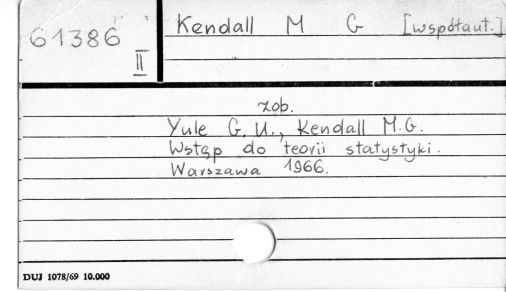 61386
II
Kendall M G [współaut.]
zob.
Yule G. U., Kendall M.G.
Wstęp do teorii statystyki.
Warszawa 1966.
DUJ 1078/69 10.000